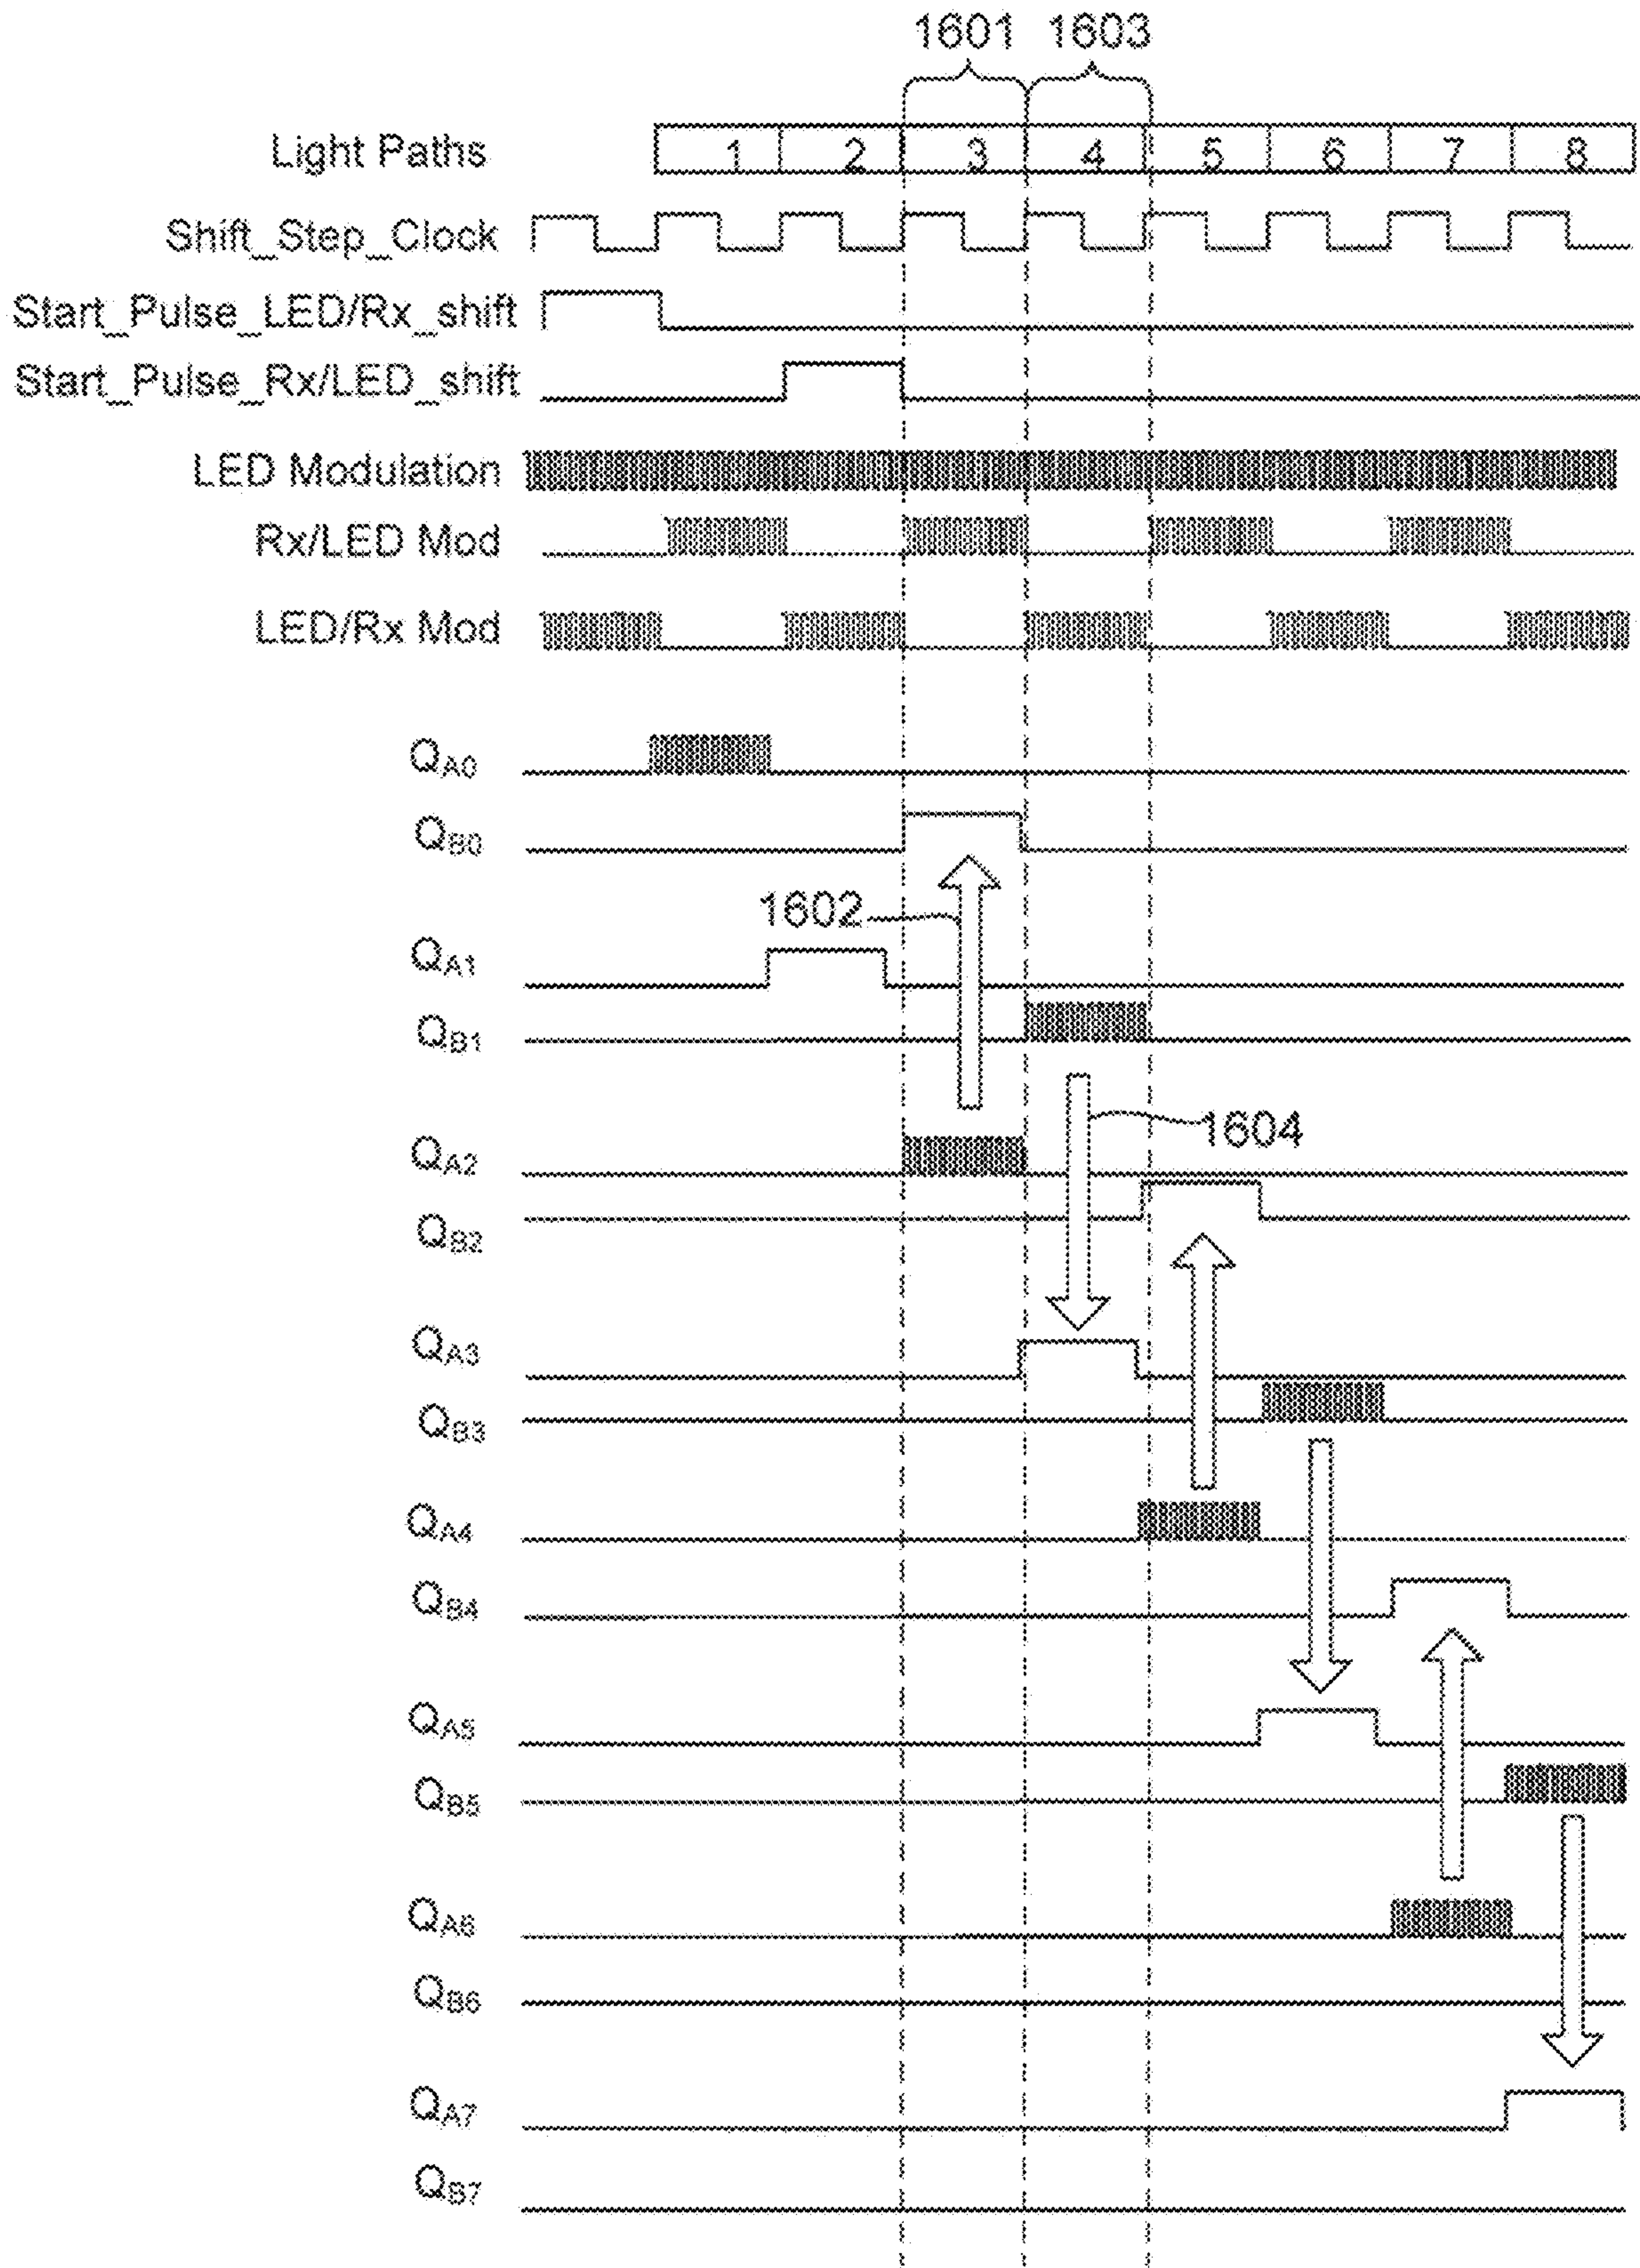 1601 1603
Light Paths 1 2 3 4 5 6 7 8
Shift_Step_Clock
Start_Pulse_LED/Rx_shift
Start_Pulse_Rx/LED_shift
LED Modulation
Rx/LED Mod
LED/Rx Mod
QA0
QB0
1602
QA1
QB1
1604
QA2
QB2
QA3
QB3
QA4
QB4
QA5
QB5
QA6
QB6
QA7
QB7